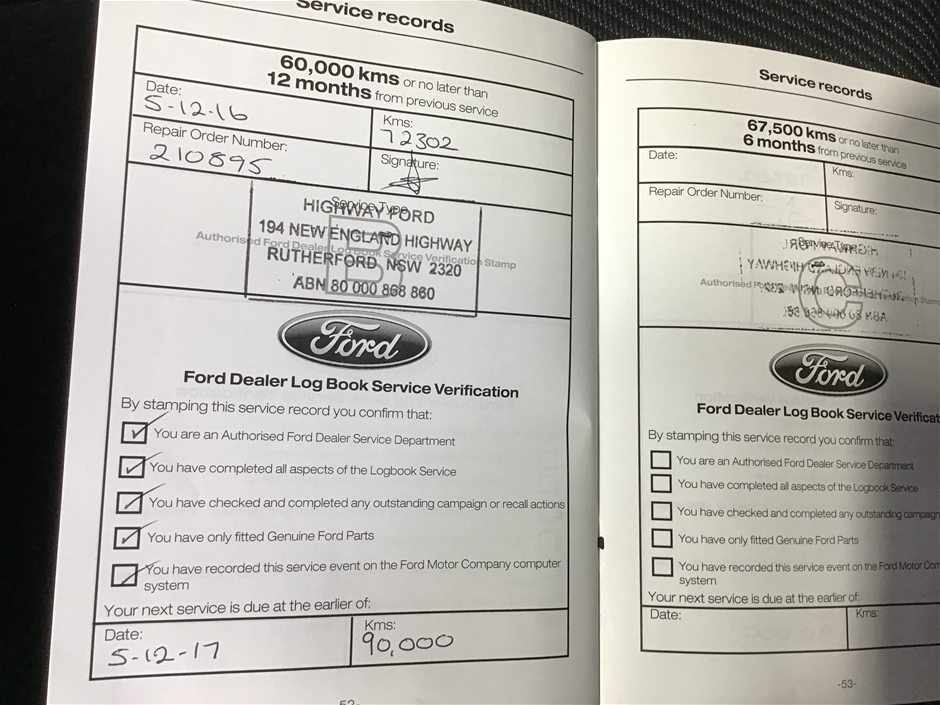 Service records
60,000 kms or no later than
12 months from previous service
Date:
5-12-16
Kms:
72302
Repair Order Number:
210895
Signature:
Service Type
B
Authorised Ford Dealer Logbook Service Verification Stamp
HIGHWAY FORD
194 NEW ENGLAND HIGHWAY
RUTHERFORD, NSW 2320
ABN 80 000 868 860
Ford
Ford Dealer Log Book Service Verification
By stamping this service record you confirm that:
You are an Authorised Ford Dealer Service Department
You have completed all aspects of the Logbook Service
You have checked and completed any outstanding campaign or recall actions
You have only fitted Genuine Ford Parts
You have recorded this service event on the Ford Motor Company computer
system
Your next service is due at the earlier of:
Date:
5-12-17
Kms:
90,000
Service records
67,500 kms or no later than
6 months from previous service
Date:
Kms:
Repair Order Number:
Signature:
Service Type
C
Authorised
Stamp
Ford
Ford Dealer Log Book Service Verificat
By stamping this service record you confirm that:
You are an Authorised Ford Dealer Service Department
You have completed all aspects of the Logbook Service
You have checked and completed any outstanding campaign
You have only fitted Genuine Ford Parts
You have recorded this service event on the Ford Motor Com
system
Your next service is due at the earlier of:
Date:
Kms:
-53-